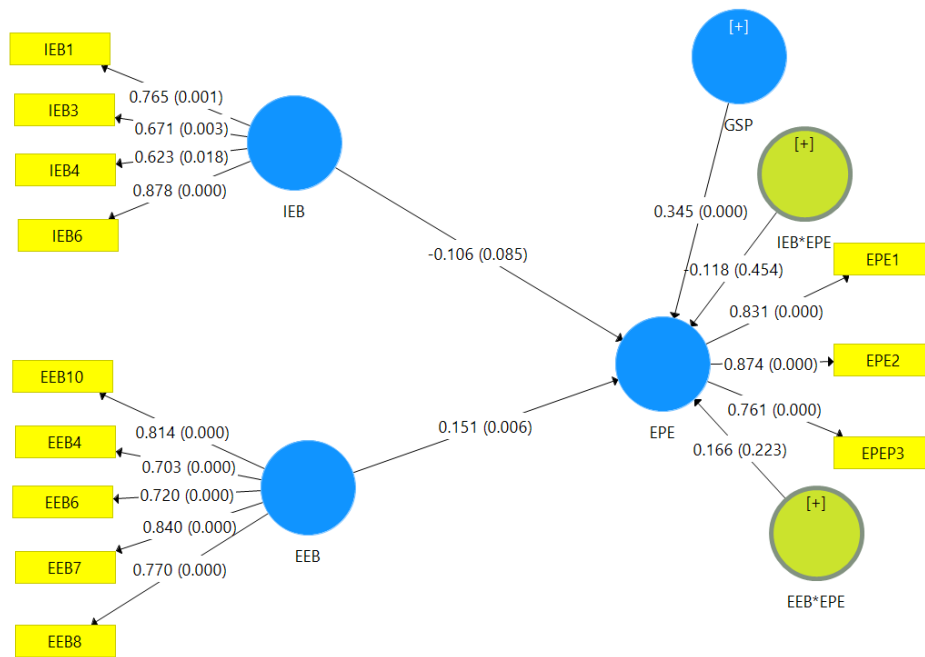 IEB1
0.765 (0.001)
IEB3
0.671 (0.003)
IEB4
0.623 (0.018)
0.878 (0.000)
IEB6
IEB
[+]
GSP
[+]
IEB*EPE
0.345 (0.000)
-0.106 (0.085)
-0.118 (0.454)
EPE1
0.831 (0.000)
EPE2
0.874 (0.000)
0.761 (0.000)
EPEP3
EPE
0.166 (0.223)
[+]
EEB*EPE
EEB10
0.814 (0.000)
EEB4
0.703 (0.000)
EEB6
0.720 (0.000)
0.840 (0.000)
EEB7
0.770 (0.000)
EEB8
EEB
0.151 (0.006)